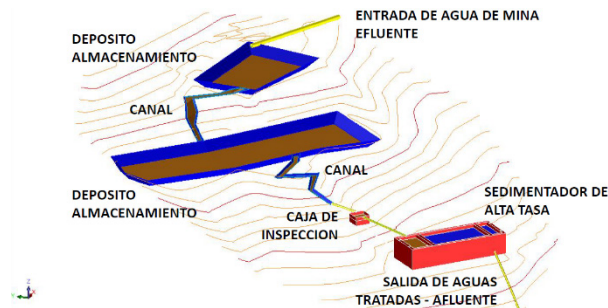 ENTRADA DE AGUA DE MINA
EFLUENTE
DEPOSITO
ALMACENAMIENTO
CANAL
CANAL
DEPOSITO
ALMACENAMIENTO
CAJA DE
INSPECCION
SEDIMENTADOR DE
ALTA TASA
SALIDA DE AGUAS
TRATADAS - AFLUENTE